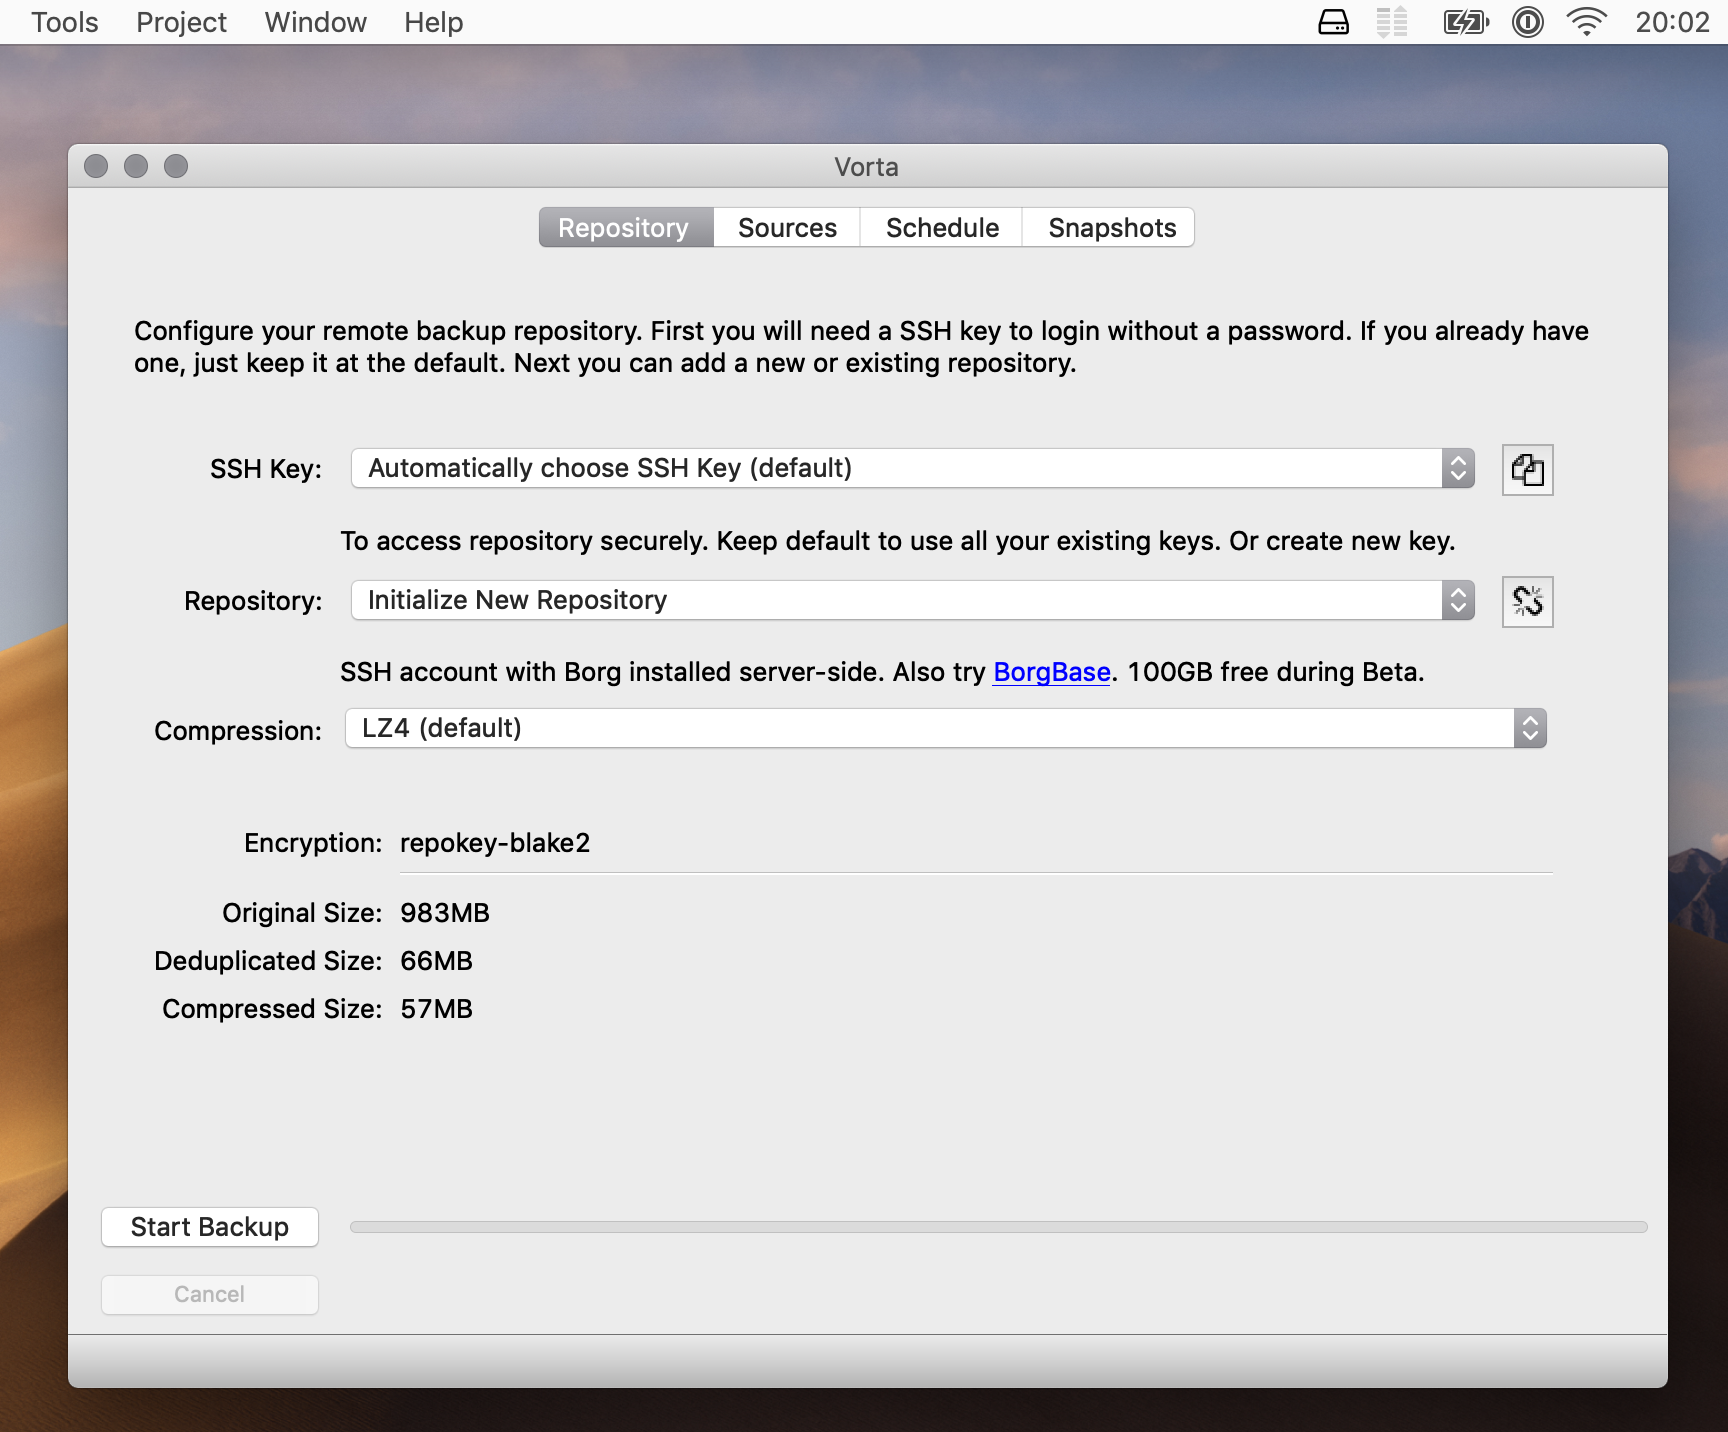 Tools Project Window Help 20:02
Vorta
Repository Sources Schedule Snapshots
Configure your remote backup repository. First you will need a SSH key to login without a password. If you already have
one, just keep it at the default. Next you can add a new or existing repository.
SSH Key: Automatically choose SSH Key (default)
To access repository securely. Keep default to use all your existing keys. Or create new key.
Repository: Initialize New Repository
SSH account with Borg installed server-side. Also try BorgBase. 100GB free during Beta.
Compression: LZ4 (default)
Encryption: repokey-blake2
Original Size: 983MB
Deduplicated Size: 66MB
Compressed Size: 57MB
Start Backup
Cancel